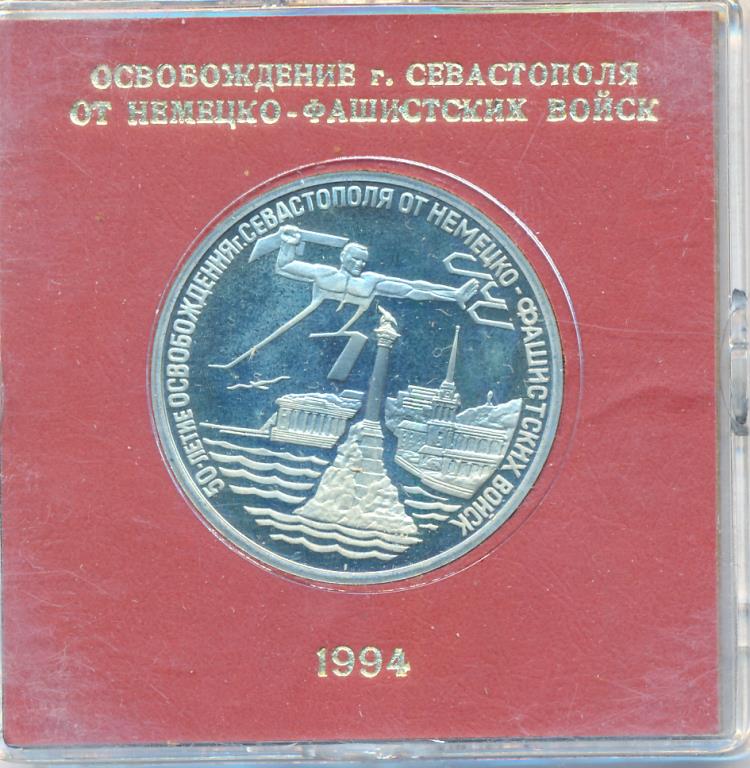 ОСВОБОЖДЕНИЕ г. СЕВАСТОПОЛЯ
ОТ НЕМЕЦКО-ФАШИСТСКИХ ВОЙСК
50-ЛЕТИЕ ОСВОБОЖДЕНИЯ г. СЕВАСТОПОЛЯ ОТ НЕМЕЦКО-ФАШИСТСКИХ ВОЙСК
1994